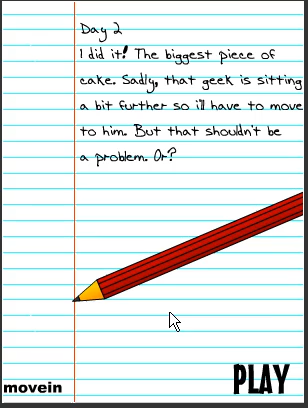 Day 2
I did it! The biggest piece of
cake. Sadly, that geek is sitting
a bit further so i'll have to move
to him. But that shouldn't be
a problem. Or?
movein
PLAY